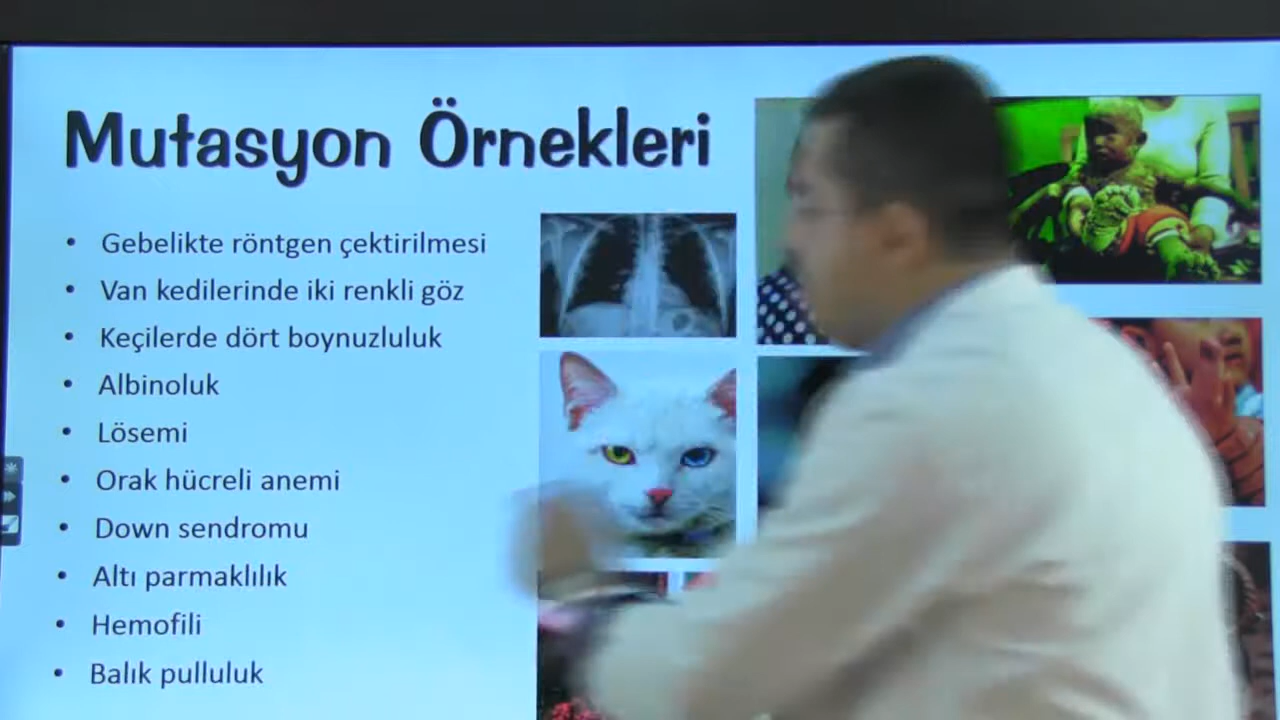 Mutasyon Örnekleri
• Gebelikte röntgen çektirilmesi
• Van kedilerinde iki renkli göz
• Keçilerde dört boynuzluluk
• Albinoluk
• Lösemi
• Orak hücreli anemi
• Down sendromu
• Altı parmaklılık
• Hemofili
• Balık pulluluk